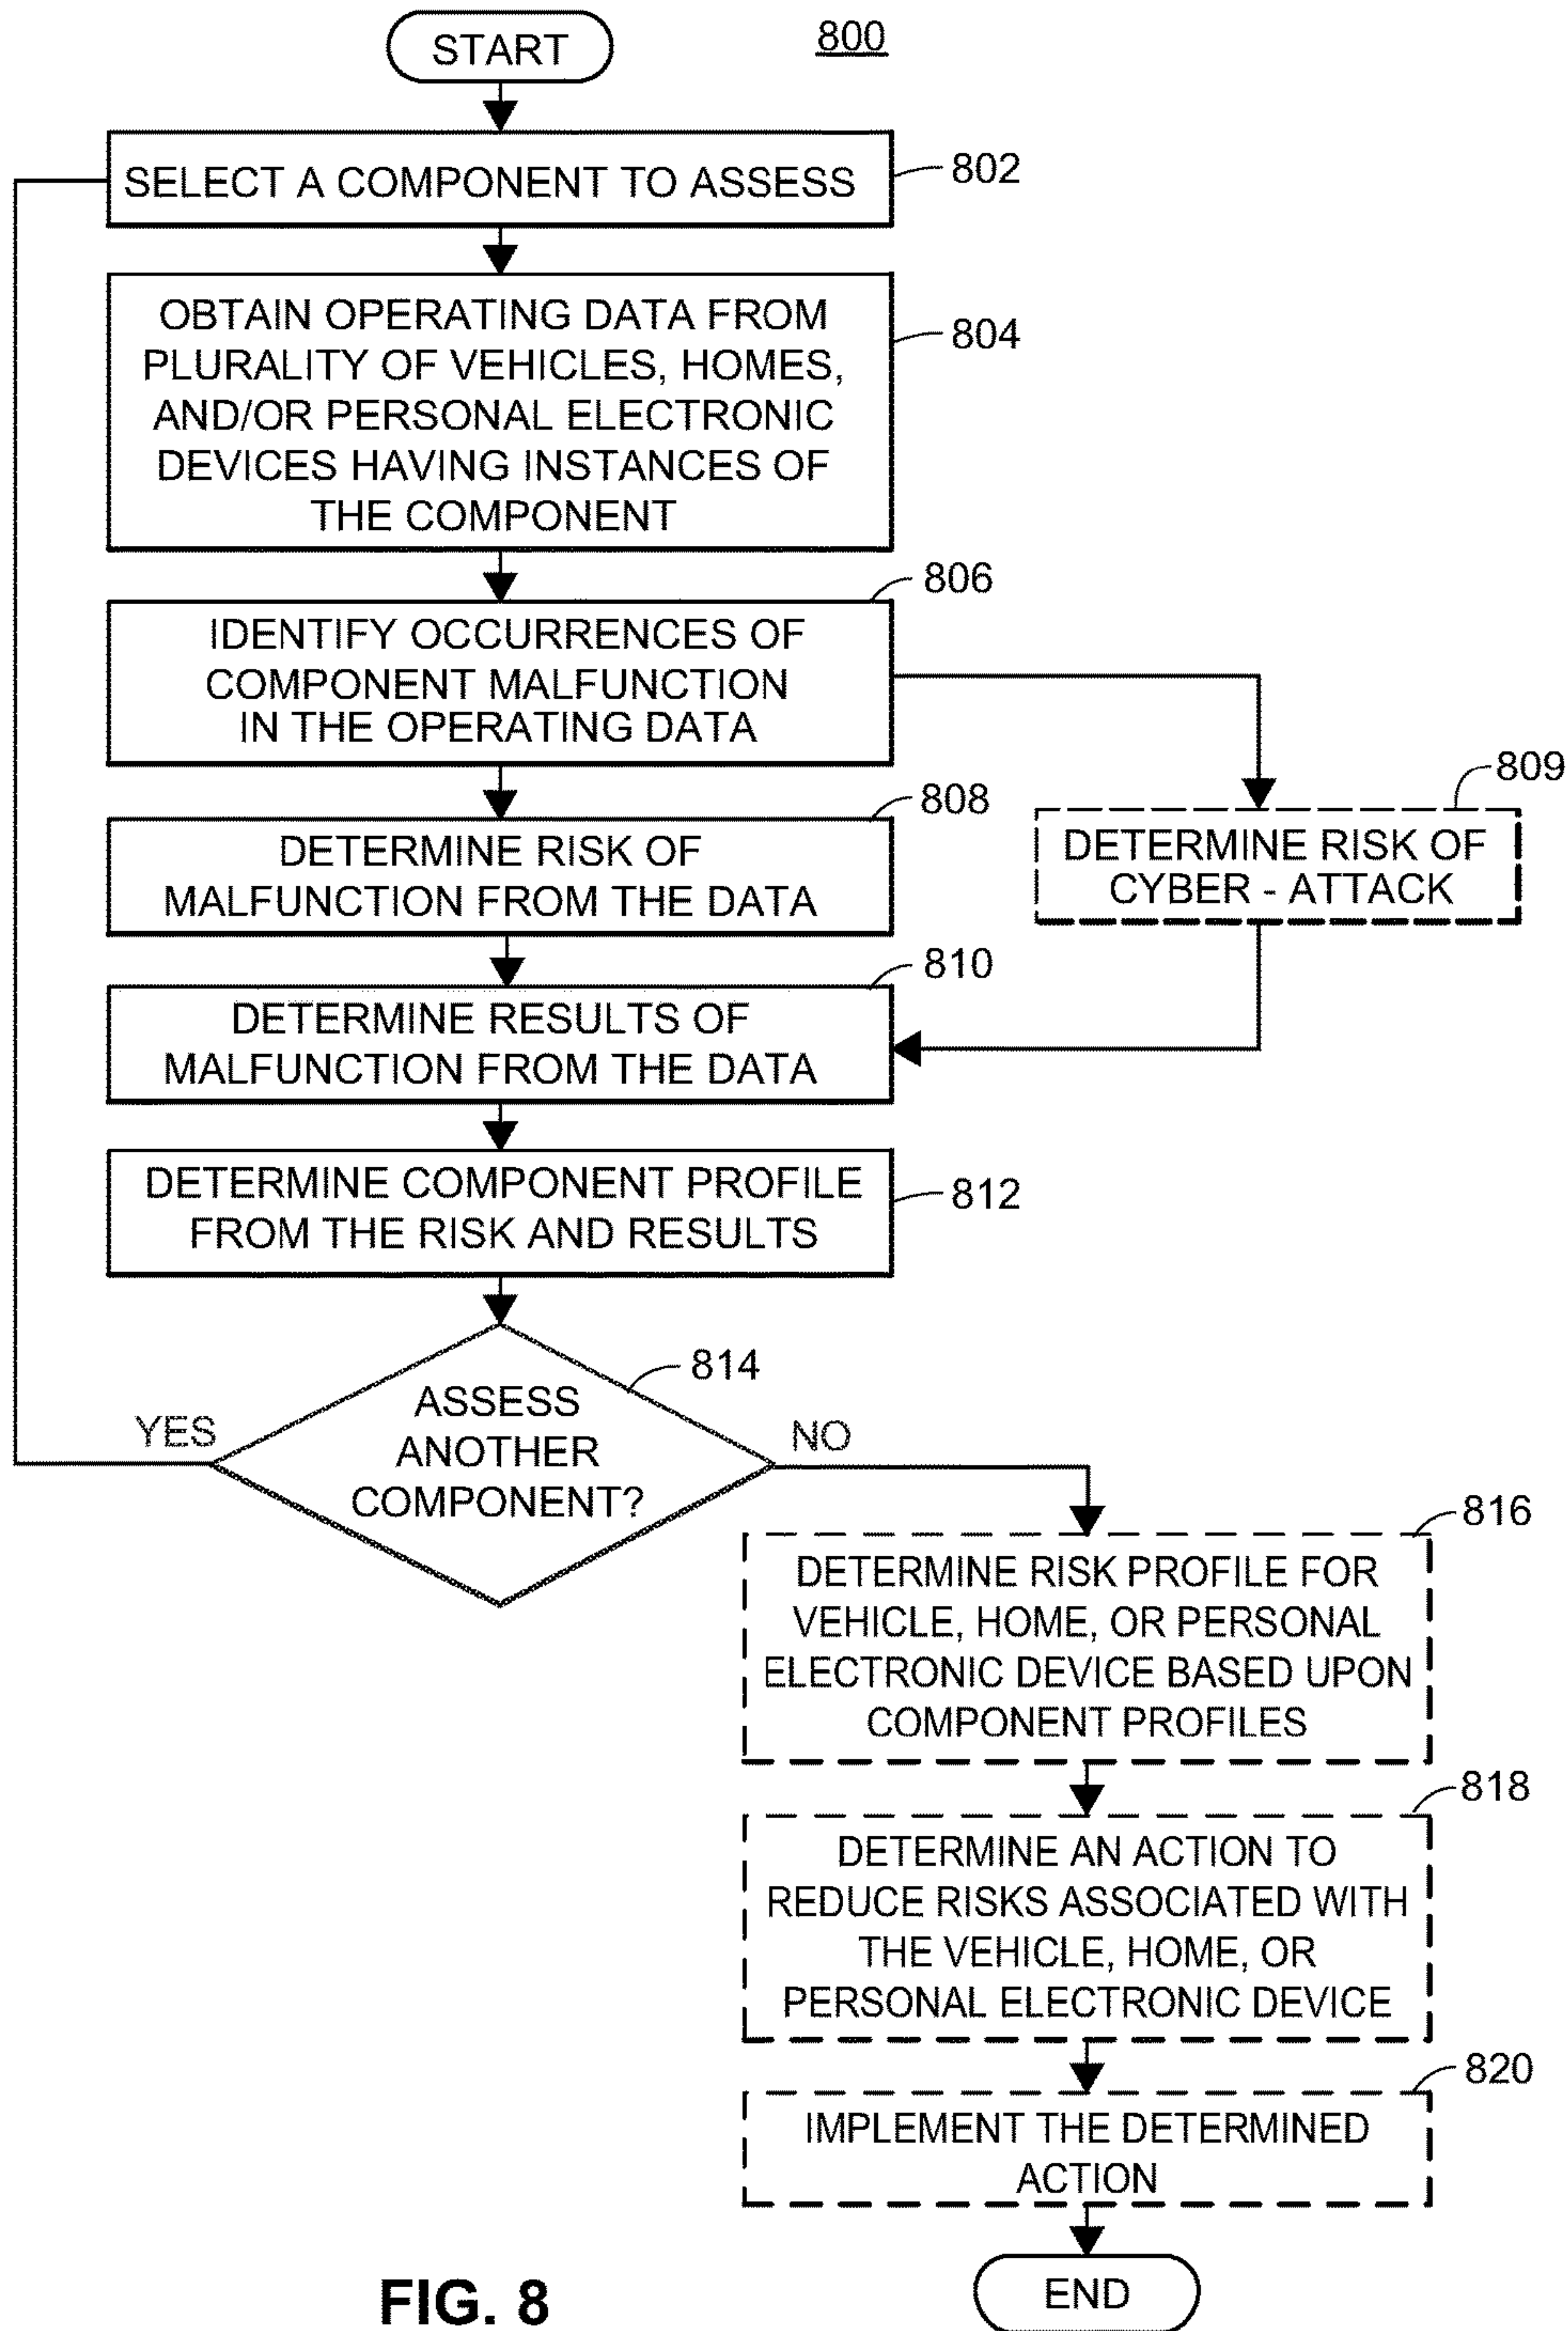 START
800
SELECT A COMPONENT TO ASSESS
802
OBTAIN OPERATING DATA FROM
PLURALITY OF VEHICLES, HOMES,
AND/OR PERSONAL ELECTRONIC
DEVICES HAVING INSTANCES OF
THE COMPONENT
804
806
IDENTIFY OCCURRENCES OF
COMPONENT MALFUNCTION
IN THE OPERATING DATA
808
DETERMINE RISK OF
MALFUNCTION FROM THE DATA
809
DETERMINE RISK OF
CYBER - ATTACK
810
DETERMINE RESULTS OF
MALFUNCTION FROM THE DATA
DETERMINE COMPONENT PROFILE
FROM THE RISK AND RESULTS
812
814
ASSESS
ANOTHER
COMPONENT?
YES
NO
816
DETERMINE RISK PROFILE FOR
VEHICLE, HOME, OR PERSONAL
ELECTRONIC DEVICE BASED UPON
COMPONENT PROFILES
818
DETERMINE AN ACTION TO
REDUCE RISKS ASSOCIATED WITH
THE VEHICLE, HOME, OR
PERSONAL ELECTRONIC DEVICE
820
IMPLEMENT THE DETERMINED
ACTION
END
FIG. 8